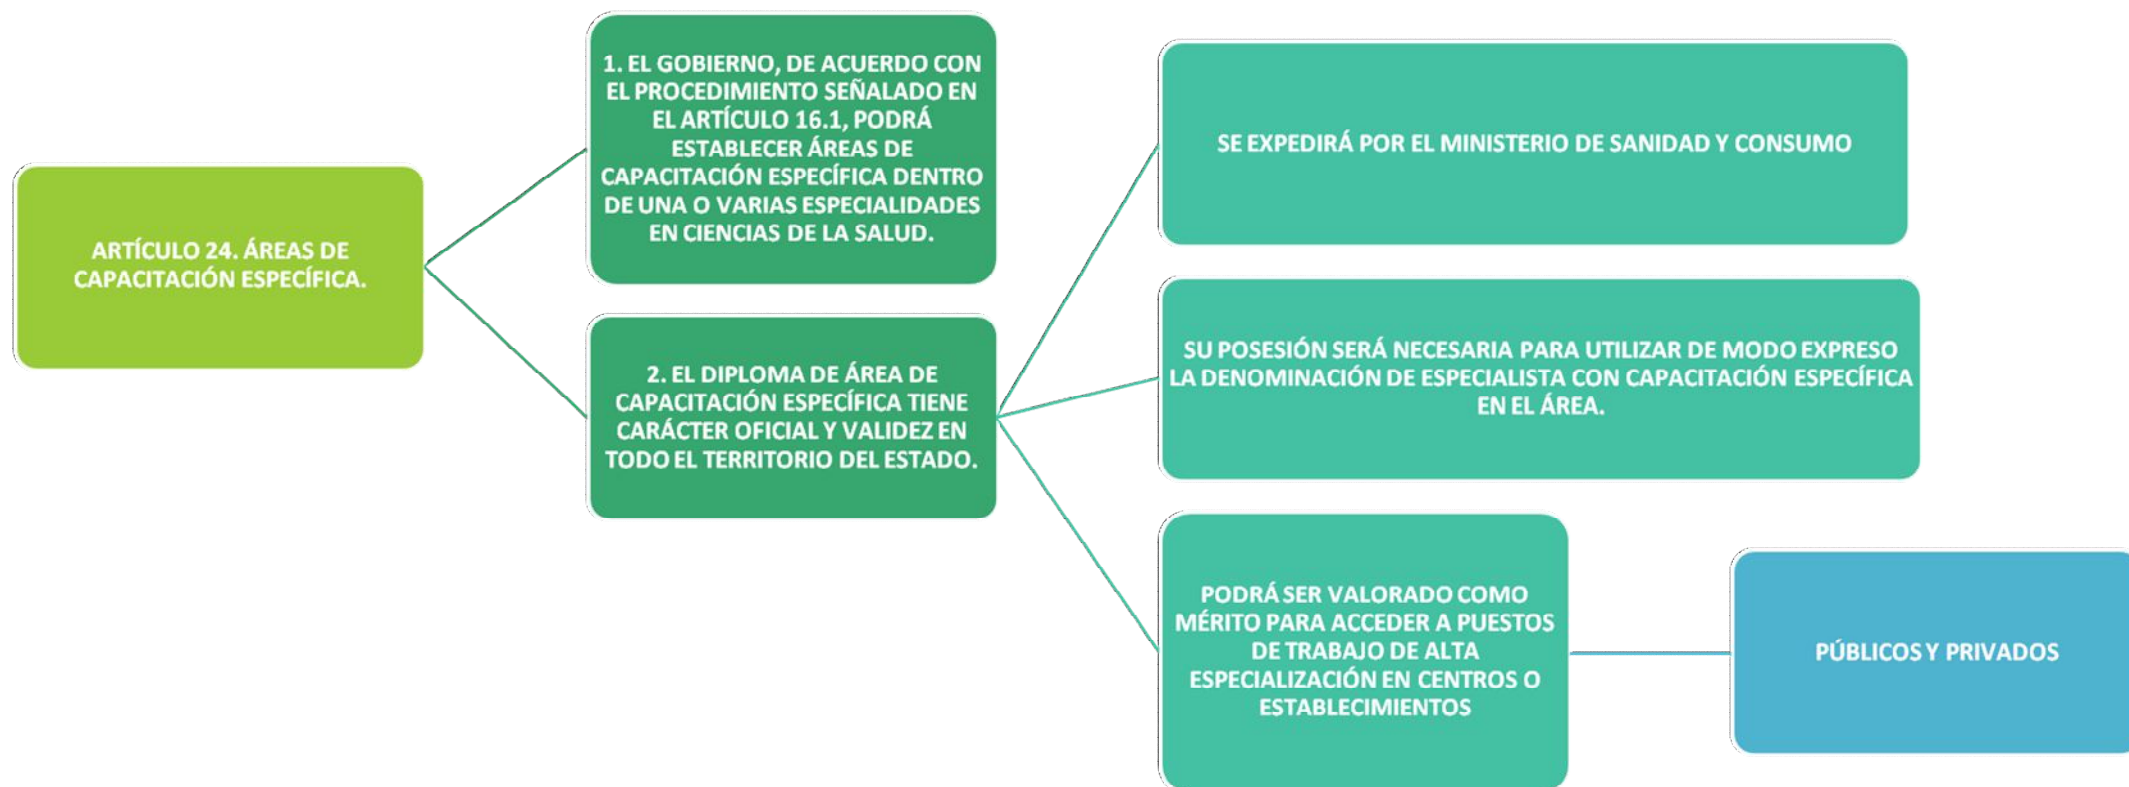 ARTÍCULO 24. ÁREAS DE
CAPACITACIÓN ESPECÍFICA.
1. EL GOBIERNO, DE ACUERDO CON
EL PROCEDIMIENTO SEÑALADO EN
EL ARTÍCULO 16.1, PODRÁ
ESTABLECER ÁREAS DE
CAPACITACIÓN ESPECÍFICA DENTRO
DE UNA O VARIAS ESPECIALIDADES
EN CIENCIAS DE LA SALUD.
2. EL DIPLOMA DE ÁREA DE
CAPACITACIÓN ESPECÍFICA TIENE
CARÁCTER OFICIAL Y VALIDEZ EN
TODO EL TERRITORIO DEL ESTADO.
SE EXPEDIRÁ POR EL MINISTERIO DE SANIDAD Y CONSUMO
SU POSESIÓN SERÁ NECESARIA PARA UTILIZAR DE MODO EXPRESO
LA DENOMINACIÓN DE ESPECIALISTA CON CAPACITACIÓN ESPECÍFICA
EN EL ÁREA.
PODRÁ SER VALORADO COMO
MÉRITO PARA ACCEDER A PUESTOS
DE TRABAJO DE ALTA
ESPECIALIZACIÓN EN CENTROS O
ESTABLECIMIENTOS
PÚBLICOS Y PRIVADOS